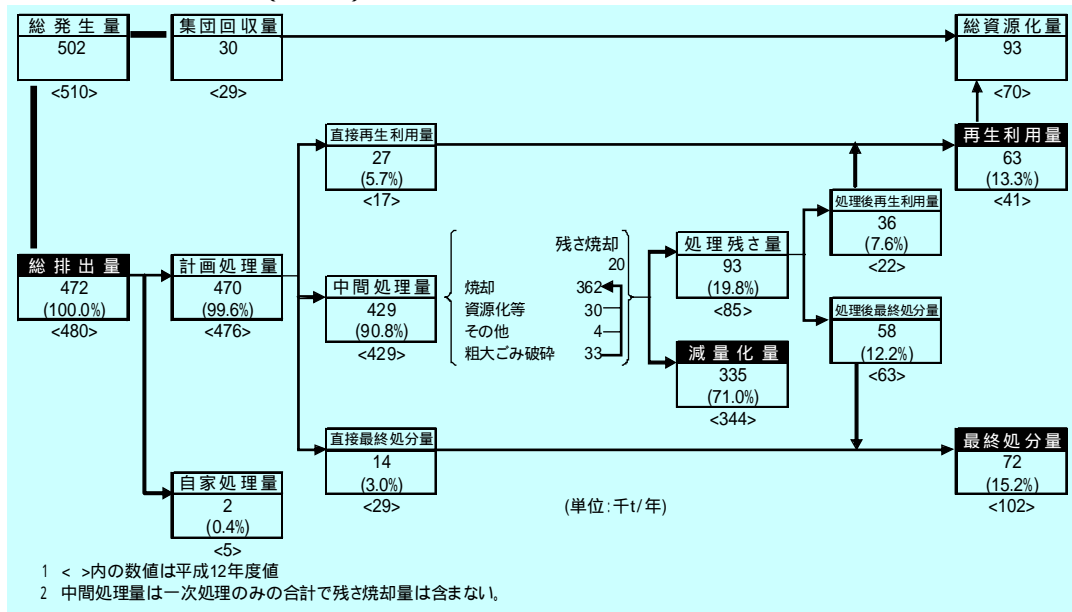 総発生量
502
<510>
集団回収量
30
<29>
総資源化量
93
<70>
直接再生利用量
27
(5.7%)
<17>
再生利用量
63
(13.3%)
<41>
処理後再生利用量
36
(7.6%)
<22>
総排出量
472
(100.0%)
<480>
計画処理量
470
(99.6%)
<476>
中間処理量
429
(90.8%)
<429>
残さ焼却
20
焼却 362
資源化等 30
その他 4
粗大ごみ破砕 33
処理残さ量
93
(19.8%)
<85>
減量化量
335
(71.0%)
<344>
処理後最終処分量
58
(12.2%)
<63>
直接最終処分量
14
(3.0%)
<29>
最終処分量
72
(15.2%)
<102>
自家処理量
2
(0.4%)
<5>
(単位:千t/年)
1 < >内の数値は平成12年度値
2 中間処理量は一次処理のみの合計で残さ焼却量は含まない。